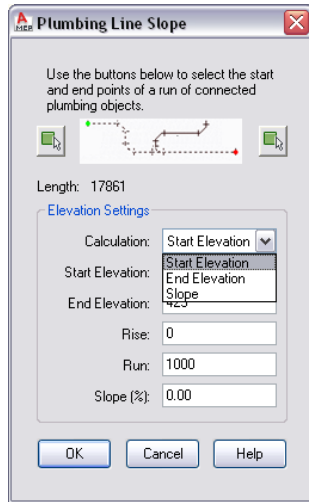 MEP Plumbing Line Slope
Use the buttons below to select the start
and end points of a run of connected
plumbing objects.
Length: 17861
Elevation Settings
Calculation: Start Elevation
Start Elevation
End Elevation
Slope
Start Elevation:
End Elevation: 425
Rise: 0
Run: 1000
Slope (%): 0.00
OK Cancel Help